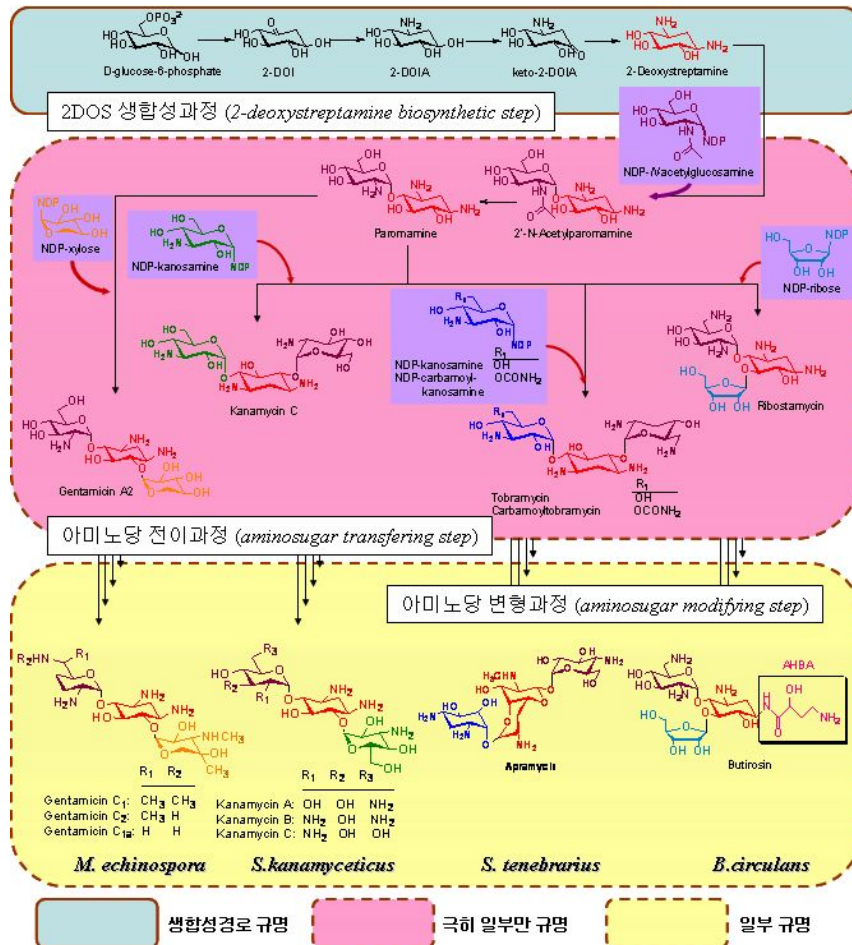 OPO₃²⁻
D-glucose-6-phosphate
2-DOI
2-DOIA
keto-2-DOIA
2-Deoxystreptamine
2DOS 생합성과정 (2-deoxystreptamine biosynthetic step)
NDP-N-acetylglucosamine
NDP-xylose
NDP-kanosamine
Paromamine
2'-N-Acetylparomamine
NDP-ribose
NDP-kanosamine
NDP-carbamoyl-
kanosamine
R₁
OH
OCONH₂
Kanamycin C
Ribostamycin
Gentamicin A2
Tobramycin
Carbamoyltobramycin
R₁
OH
OCONH₂
아미노당 전이과정 (aminosugar transfering step)
아미노당 변형과정 (aminosugar modifying step)
AHBA
Apramycin
Butirosin
R₁ R₂
Gentamicin C₁: CH₃ CH₃
Gentamicin C₂: CH₃ H
Gentamicin C₁ₐ: H H
R₁ R₂ R₃
Kanamycin A: OH OH NH₂
Kanamycin B: NH₂ OH NH₂
Kanamycin C: NH₂ OH OH
M. echinospora
S.kanamyceticus
S. tenebrarius
B.circulans
생합성경로 규명
극히 일부만 규명
일부 규명